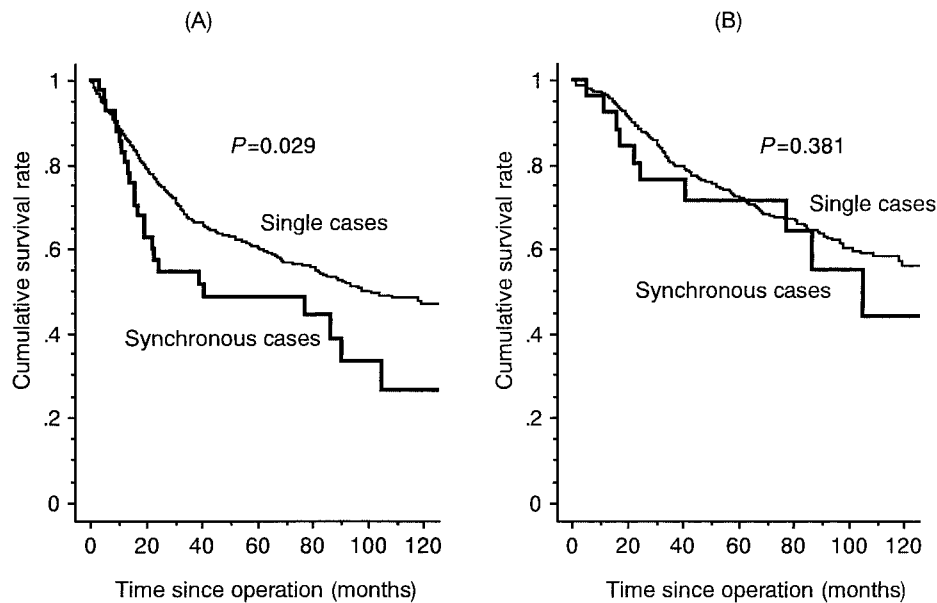 (A)
(B)
Cumulative survival rate
1
.8
.6
.4
.2
0
P=0.029
Single cases
Synchronous cases
0 20 40 60 80 100 120
Time since operation (months)
Cumulative survival rate
1
.8
.6
.4
.2
0
P=0.381
Single cases
Synchronous cases
0 20 40 60 80 100 120
Time since operation (months)